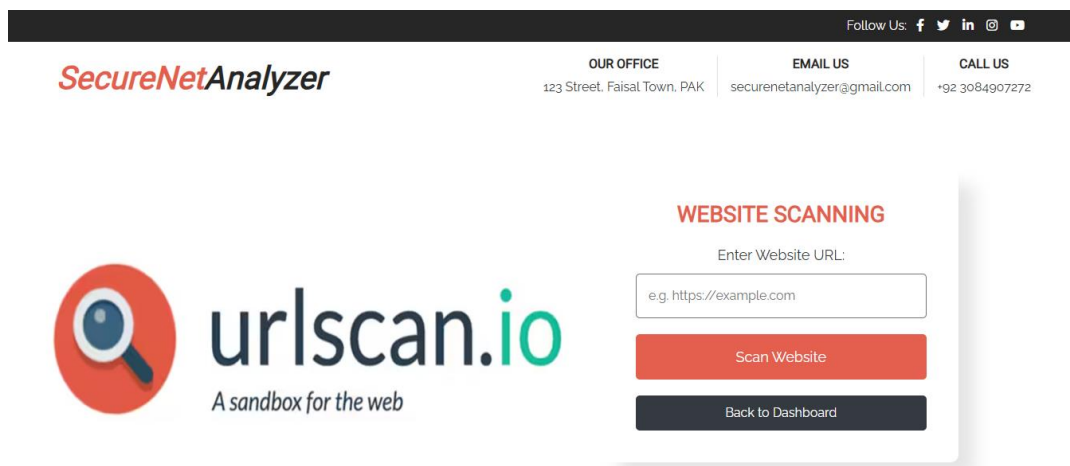 Follow Us:
SecureNetAnalyzer
OUR OFFICE
123 Street, Faisal Town, PAK
EMAIL US
securenetanalyzer@gmail.com
CALL US
+92 3084907272
urlscan.io
A sandbox for the web
WEBSITE SCANNING
Enter Website URL:
e.g. https://example.com
Scan Website
Back to Dashboard